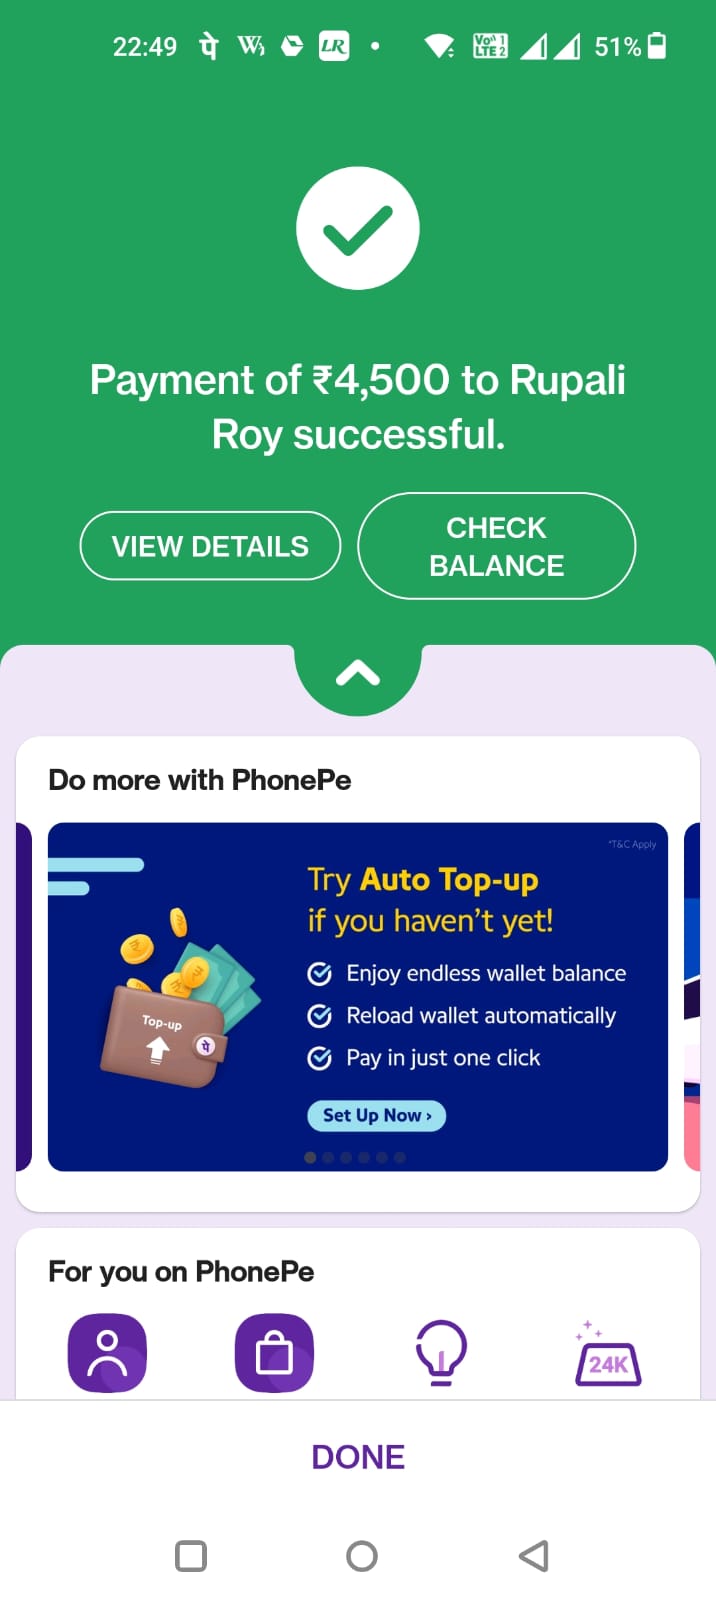 22:49 पे W LR Vo)) 1 LTE 2 51%
Payment of ₹4,500 to Rupali
Roy successful.
VIEW DETAILS
CHECK
BALANCE
Do more with PhonePe
*T&C Apply
Try Auto Top-up
if you haven't yet!
Enjoy endless wallet balance
Reload wallet automatically
Pay in just one click
Top-up
पे
Set Up Now ›
For you on PhonePe
24K
DONE